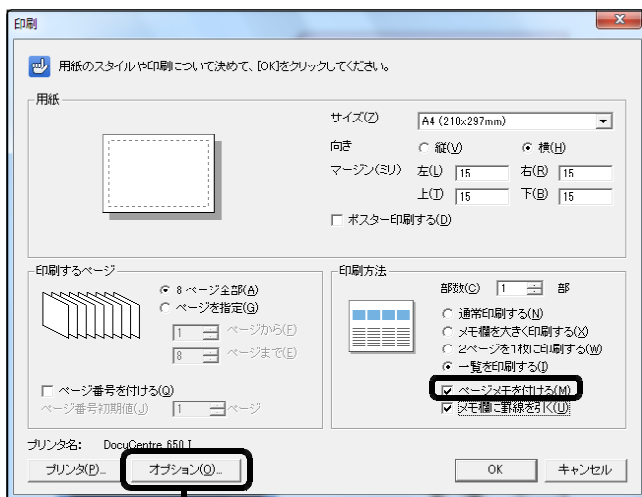 印刷
用紙のスタイルや印刷について決めて、[OK]をクリックしてください。
用紙
サイズ(Z) A4 (210x297mm)
向き 縦(V) 横(H)
マージン(ミリ) 左(L) 15 右(R) 15
上(T) 15 下(B) 15
ポスター印刷する(D)
印刷するページ
8 ページ全部(A)
ページを指定(G)
1 ページから(F)
8 ページまで(E)
ページ番号を付ける(Q)
ページ番号初期値(J) 1 ページ
印刷方法
部数(C) 1 部
通常印刷する(N)
メモ欄を大きく印刷する(X)
2ページを1枚に印刷する(W)
一覧を印刷する(I)
ページメモを付ける(M)
メモ欄に罫線を引く(U)
プリンタ名: DocuCentre 650 I
プリンタ(P)... オプション(O)... OK キャンセル